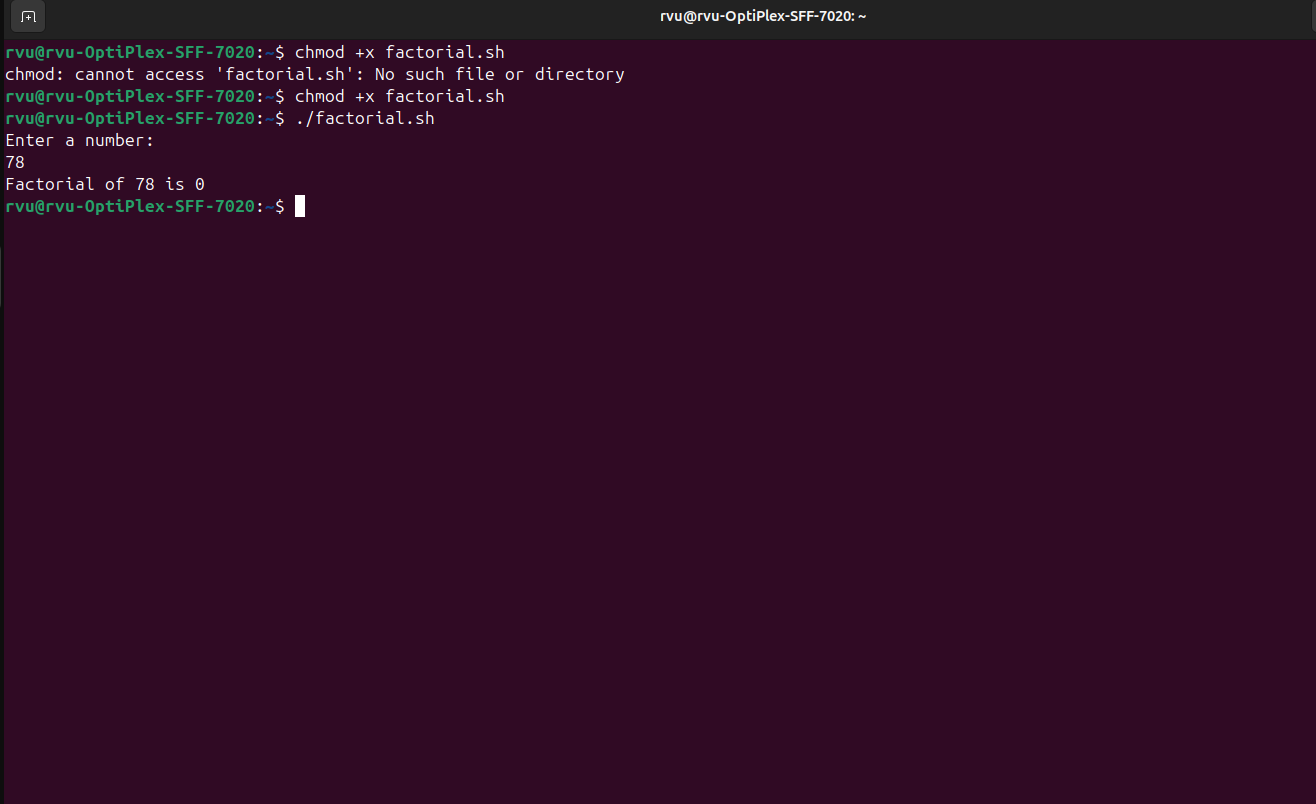 rvu@rvu-OptiPlex-SFF-7020: ~
rvu@rvu-OptiPlex-SFF-7020:~$ chmod +x factorial.sh
chmod: cannot access 'factorial.sh': No such file or directory
rvu@rvu-OptiPlex-SFF-7020:~$ chmod +x factorial.sh
rvu@rvu-OptiPlex-SFF-7020:~$ ./factorial.sh
Enter a number:
78
Factorial of 78 is 0
rvu@rvu-OptiPlex-SFF-7020:~$